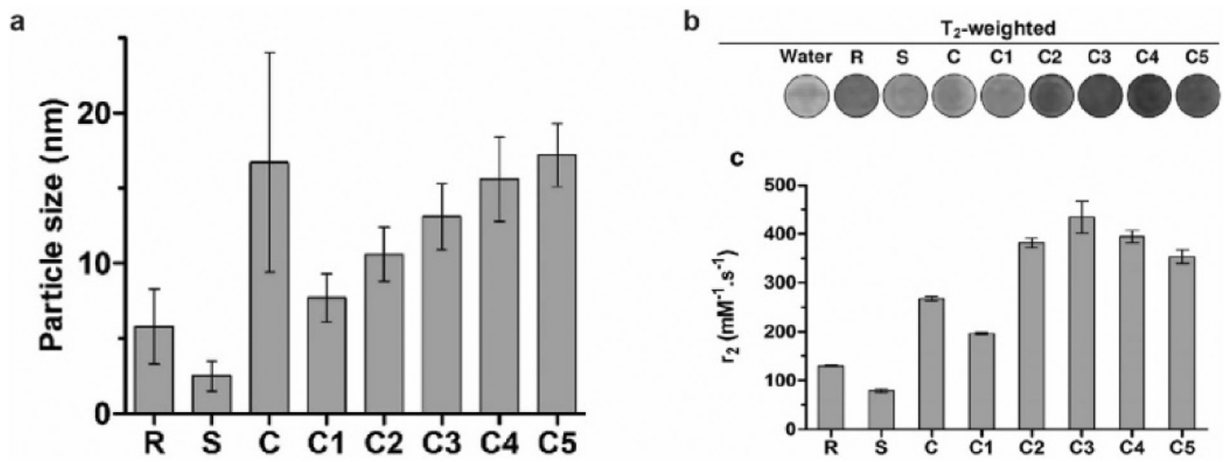 a
Particle size (nm)
20
10
0
R S C C1 C2 C3 C4 C5
b
T₂-weighted
Water R S C C1 C2 C3 C4 C5
c
r₂ (mM⁻¹.s⁻¹)
500
400
300
200
100
0
R S C C1 C2 C3 C4 C5